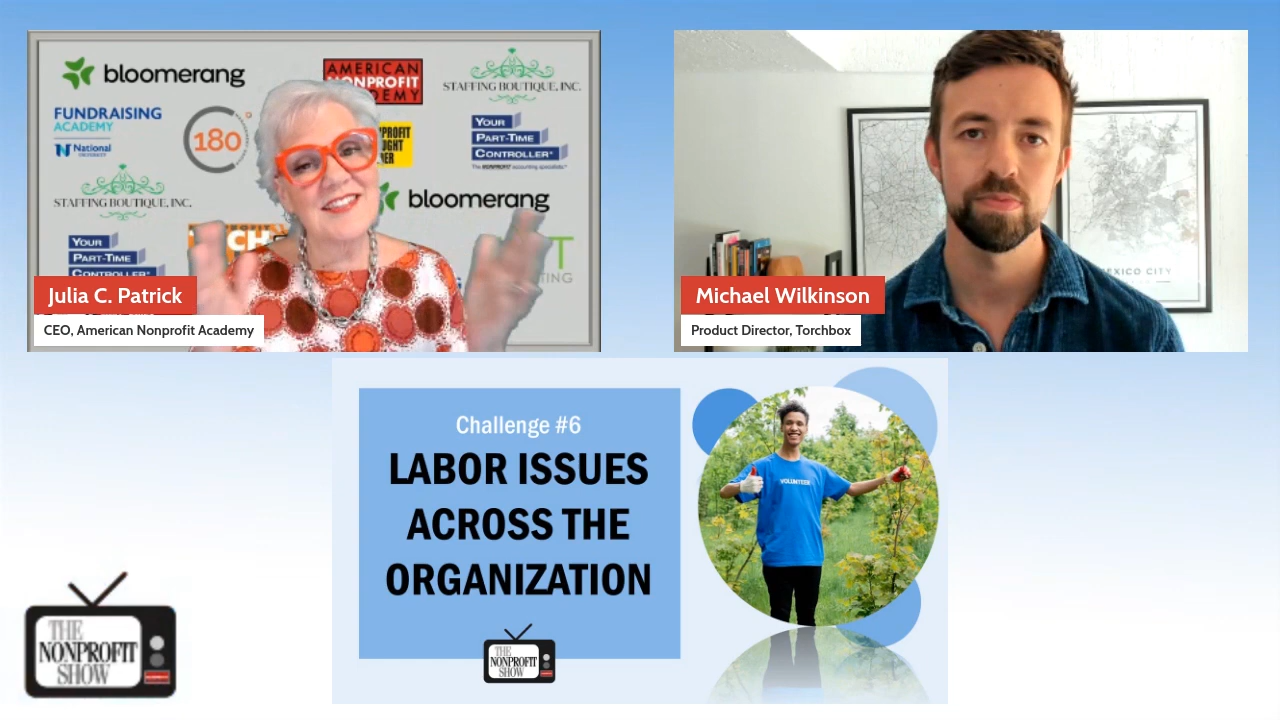 bloomerang
AMERICAN
NONPROFIT
STAFFING BOUTIQUE, INC.
FUNDRAISING
ACADEMY
National
UNIVERSITY
180
YOUR
PART-TIME
CONTROLLER
STAFFING BOUTIQUE, INC.
bloomerang
YOUR
PART-TIME
CONTROLLER
Julia C. Patrick
CEO, American Nonprofit Academy
MEXICO CITY
Michael Wilkinson
Product Director, Torchbox
Challenge #6
LABOR ISSUES
ACROSS THE
ORGANIZATION
VOLUNTEER
THE
NONPROFIT
SHOW
THE
NONPROFIT
SHOW